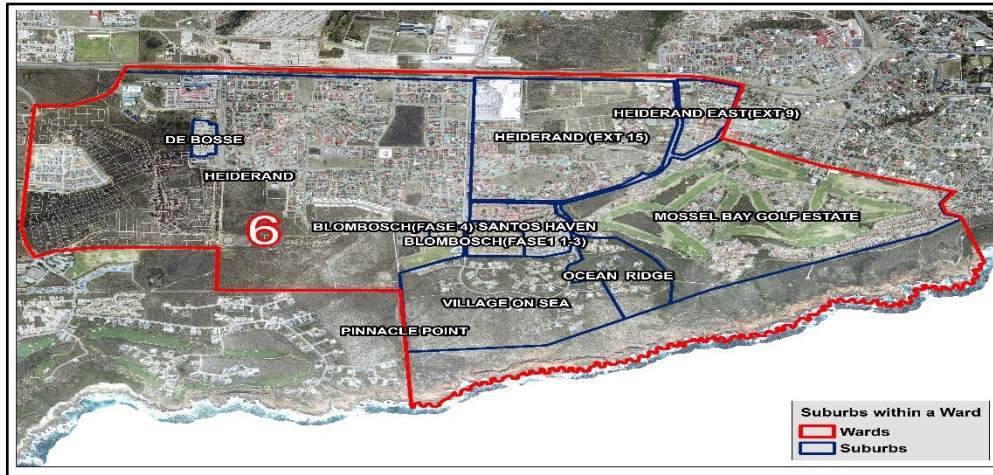 HEIDERAND EAST(EXT 9)
DE BOSSE
HEIDERAND (EXT 15)
HEIDERAND
6
MOSSEL BAY GOLF ESTATE
BLOMBOSCH(FASE 4) SANTOS HAVEN
BLOMBOSCH(FASE1 1-3)
OCEAN RIDGE
VILLAGE ON SEA
PINNACLE POINT
Suburbs within a Ward
Wards
Suburbs